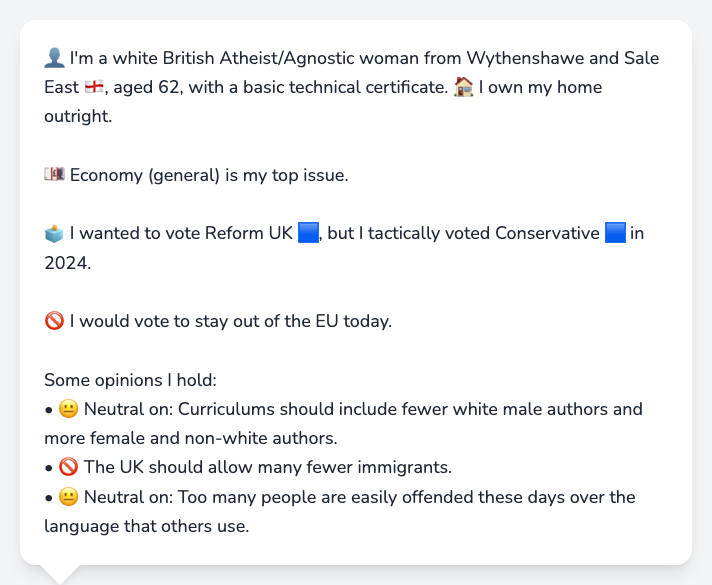 👤 I'm a white British Atheist/Agnostic woman from Wythenshawe and Sale
East 🏴󠁧󠁢󠁥󠁮󠁧󠁿, aged 62, with a basic technical certificate. 🏠 I own my home
outright.
💷 Economy (general) is my top issue.
🗳️ I wanted to vote Reform UK 🟦, but I tactically voted Conservative 🟦 in
2024.
🚫 I would vote to stay out of the EU today.
Some opinions I hold:
• 😐 Neutral on: Curriculums should include fewer white male authors and
more female and non-white authors.
• 🚫 The UK should allow many fewer immigrants.
• 😐 Neutral on: Too many people are easily offended these days over the
language that others use.